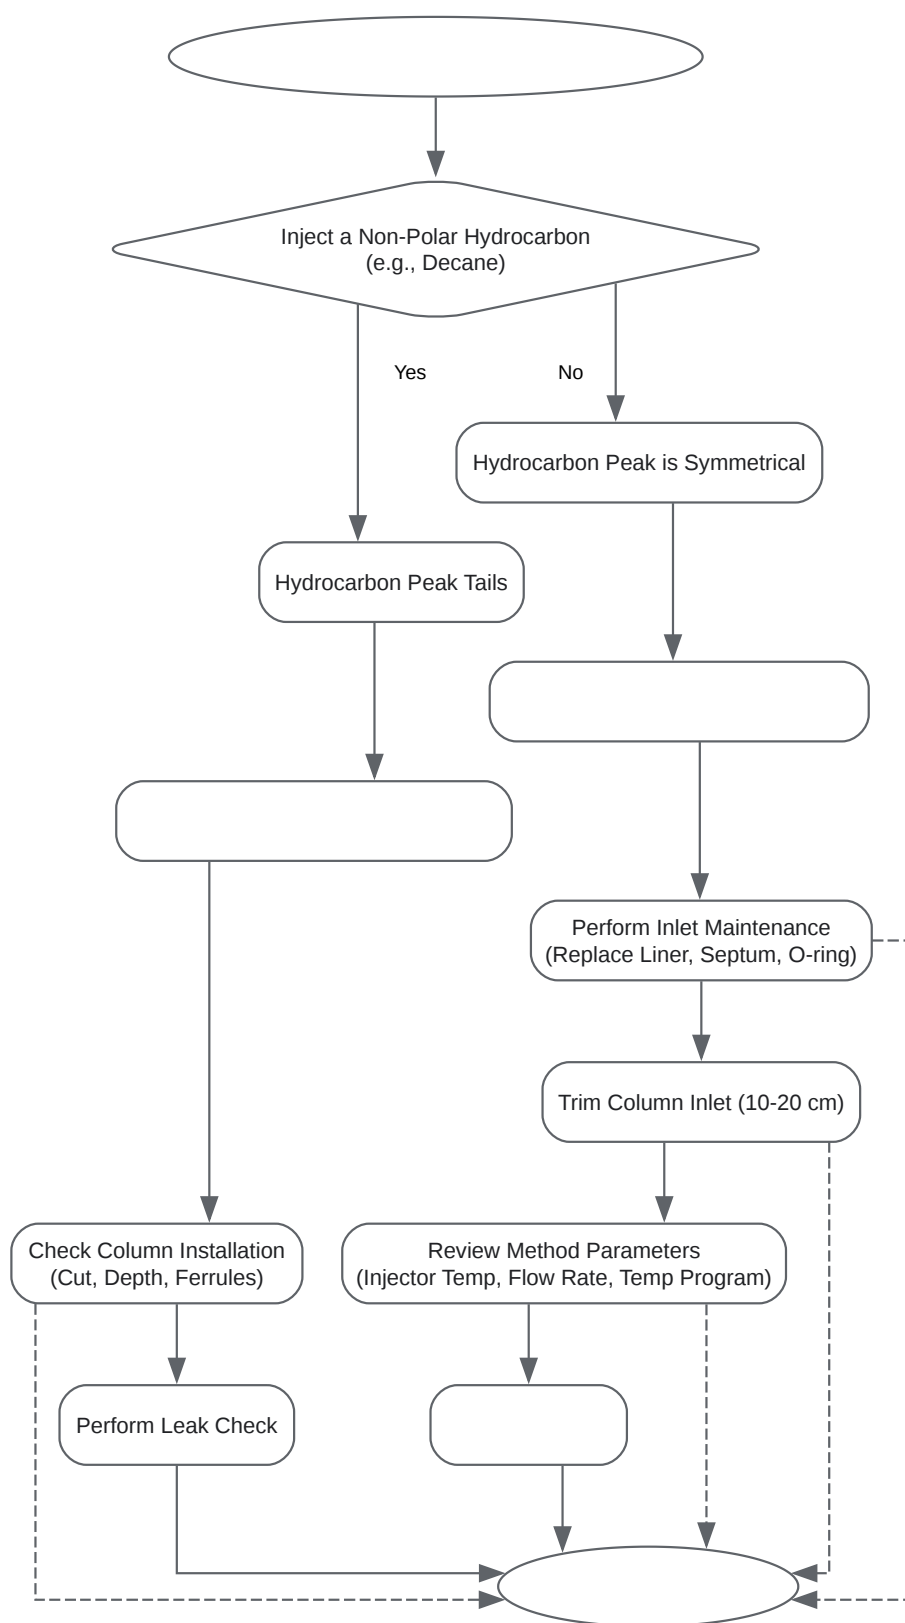 Inject a Non-Polar Hydrocarbon
(e.g., Decane)
Yes
No
Hydrocarbon Peak is Symmetrical
Hydrocarbon Peak Tails
Perform Inlet Maintenance
(Replace Liner, Septum, O-ring)
Trim Column Inlet (10-20 cm)
Check Column Installation
(Cut, Depth, Ferrules)
Review Method Parameters
(Injector Temp, Flow Rate, Temp Program)
Perform Leak Check